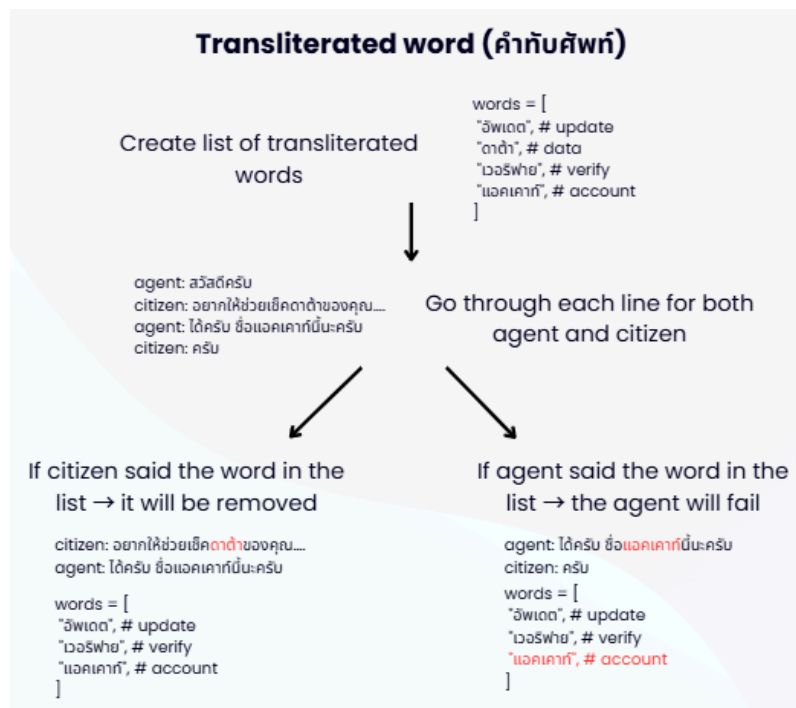 Transliterated word (คำทับศัพท์)
Create list of transliterated
words
words = [
"อัพเดต", # update
"ดาต้า", # data
"เวอริฟาย", # verify
"แอคเคาท์", # account
]
agent: สวัสดีครับ
citizen: อยากให้ช่วยเช็คดาต้าของคุณ....
agent: ได้ครับ ชื่อแอคเคาท์นี้นะครับ
citizen: ครับ
Go through each line for both
agent and citizen
If citizen said the word in the
list → it will be removed
citizen: อยากให้ช่วยเช็คดาต้าของคุณ....
agent: ได้ครับ ชื่อแอคเคาท์นี้นะครับ
words = [
"อัพเดต", # update
"เวอริฟาย", # verify
"แอคเคาท์", # account
]
If agent said the word in the
list → the agent will fail
agent: ได้ครับ ชื่อแอคเคาท์นี้นะครับ
citizen: ครับ
words = [
"อัพเดต", # update
"เวอริฟาย", # verify
"แอคเคาท์", # account
]